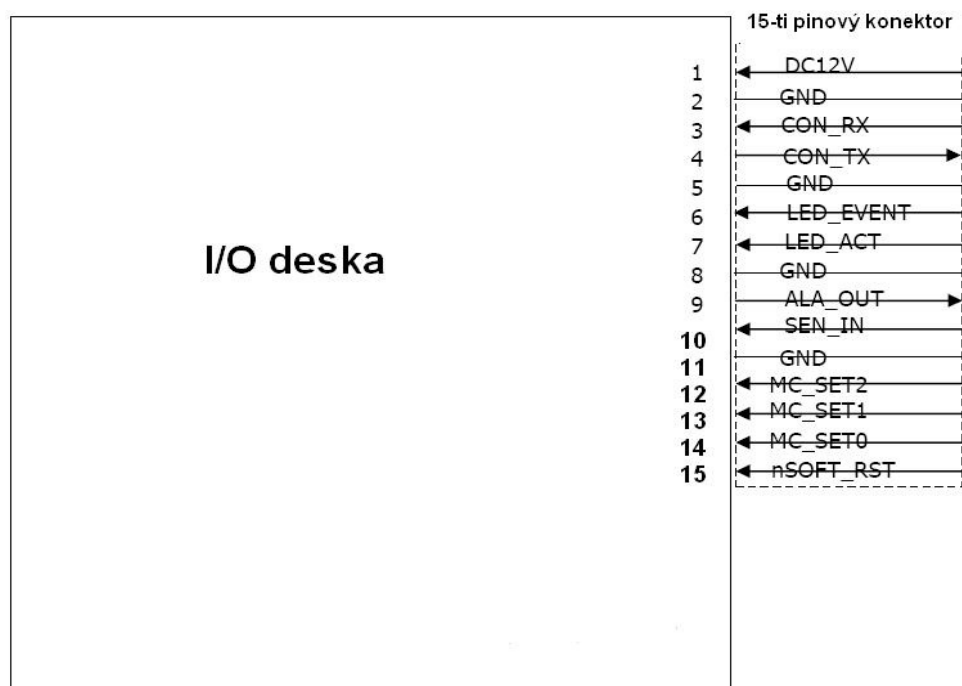 15-ti pinový konektor
1 DC12V
2 GND
3 CON_RX
4 CON_TX
5 GND
6 LED_EVENT
7 LED_ACT
I/O deska
8 GND
9 ALA_OUT
10 SEN_IN
11 GND
12 MC_SET2
13 MC_SET1
14 MC_SET0
15 nSOFT_RST